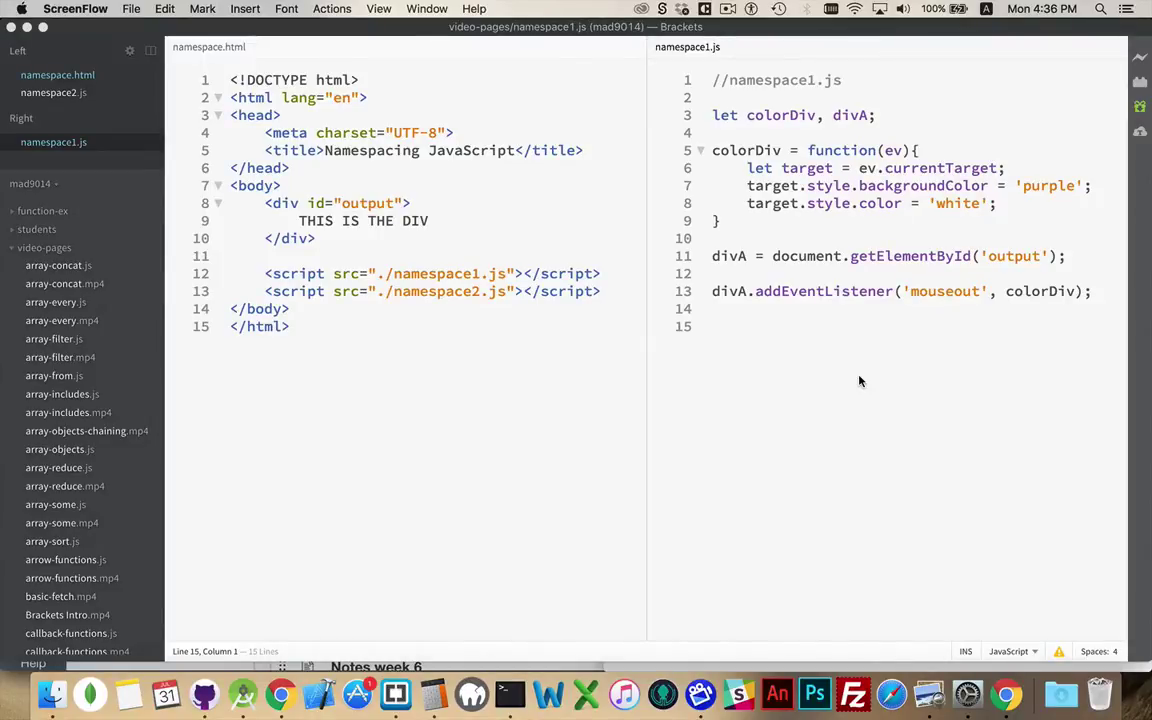 ScreenFlow File Edit Mark Insert Font Actions View Window Help
100% Mon 4:36 PM
video-pages/namespace1.js (mad9014) — Brackets
Left
namespace.html
namespace2.js
Right
namespace1.js
mad9014
function-ex
students
video-pages
array-concat.js
array-concat.mp4
array-every.js
array-every.mp4
array-filter.js
array-filter.mp4
array-from.js
array-includes.js
array-includes.mp4
array-objects-chaining.mp4
array-objects.js
array-reduce.js
array-reduce.mp4
array-some.js
array-some.mp4
array-sort.js
arrow-functions.js
arrow-functions.mp4
basic-fetch.mp4
Brackets Intro.mp4
callback-functions.js
callback-functions.mp4
Help
namespace.html
1 <!DOCTYPE html>
2 <html lang="en">
3 <head>
4 <meta charset="UTF-8">
5 <title>Namespacing JavaScript</title>
6 </head>
7 <body>
8 <div id="output">
9 THIS IS THE DIV
10 </div>
11
12 <script src="./namespace1.js"></script>
13 <script src="./namespace2.js"></script>
14 </body>
15 </html>
namespace1.js
1 //namespace1.js
2
3 let colorDiv, divA;
4
5 colorDiv = function(ev){
6 let target = ev.currentTarget;
7 target.style.backgroundColor = 'purple';
8 target.style.color = 'white';
9 }
10
11 divA = document.getElementById('output');
12
13 divA.addEventListener('mouseout', colorDiv);
14
15
Line 15, Column 1 — 15 Lines
INS JavaScript Spaces: 4
Notes week 6
JUL
31
1
An
Ps
Fz